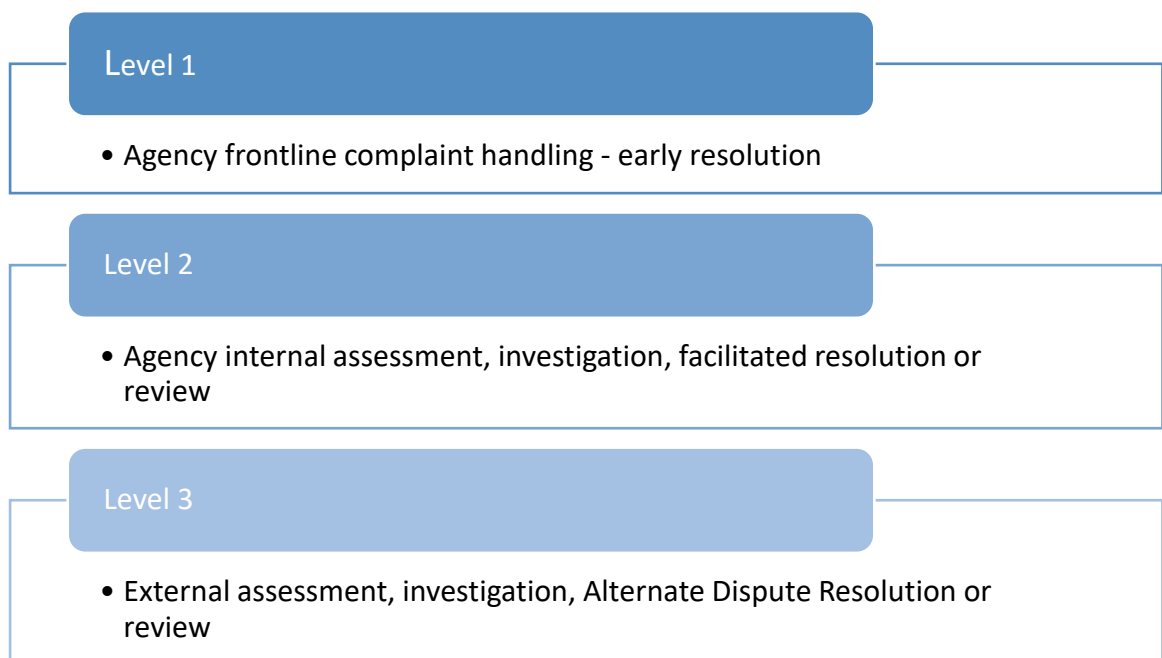 Level 1
• Agency frontline complaint handling - early resolution
Level 2
• Agency internal assessment, investigation, facilitated resolution or
review
Level 3
• External assessment, investigation, Alternate Dispute Resolution or
review